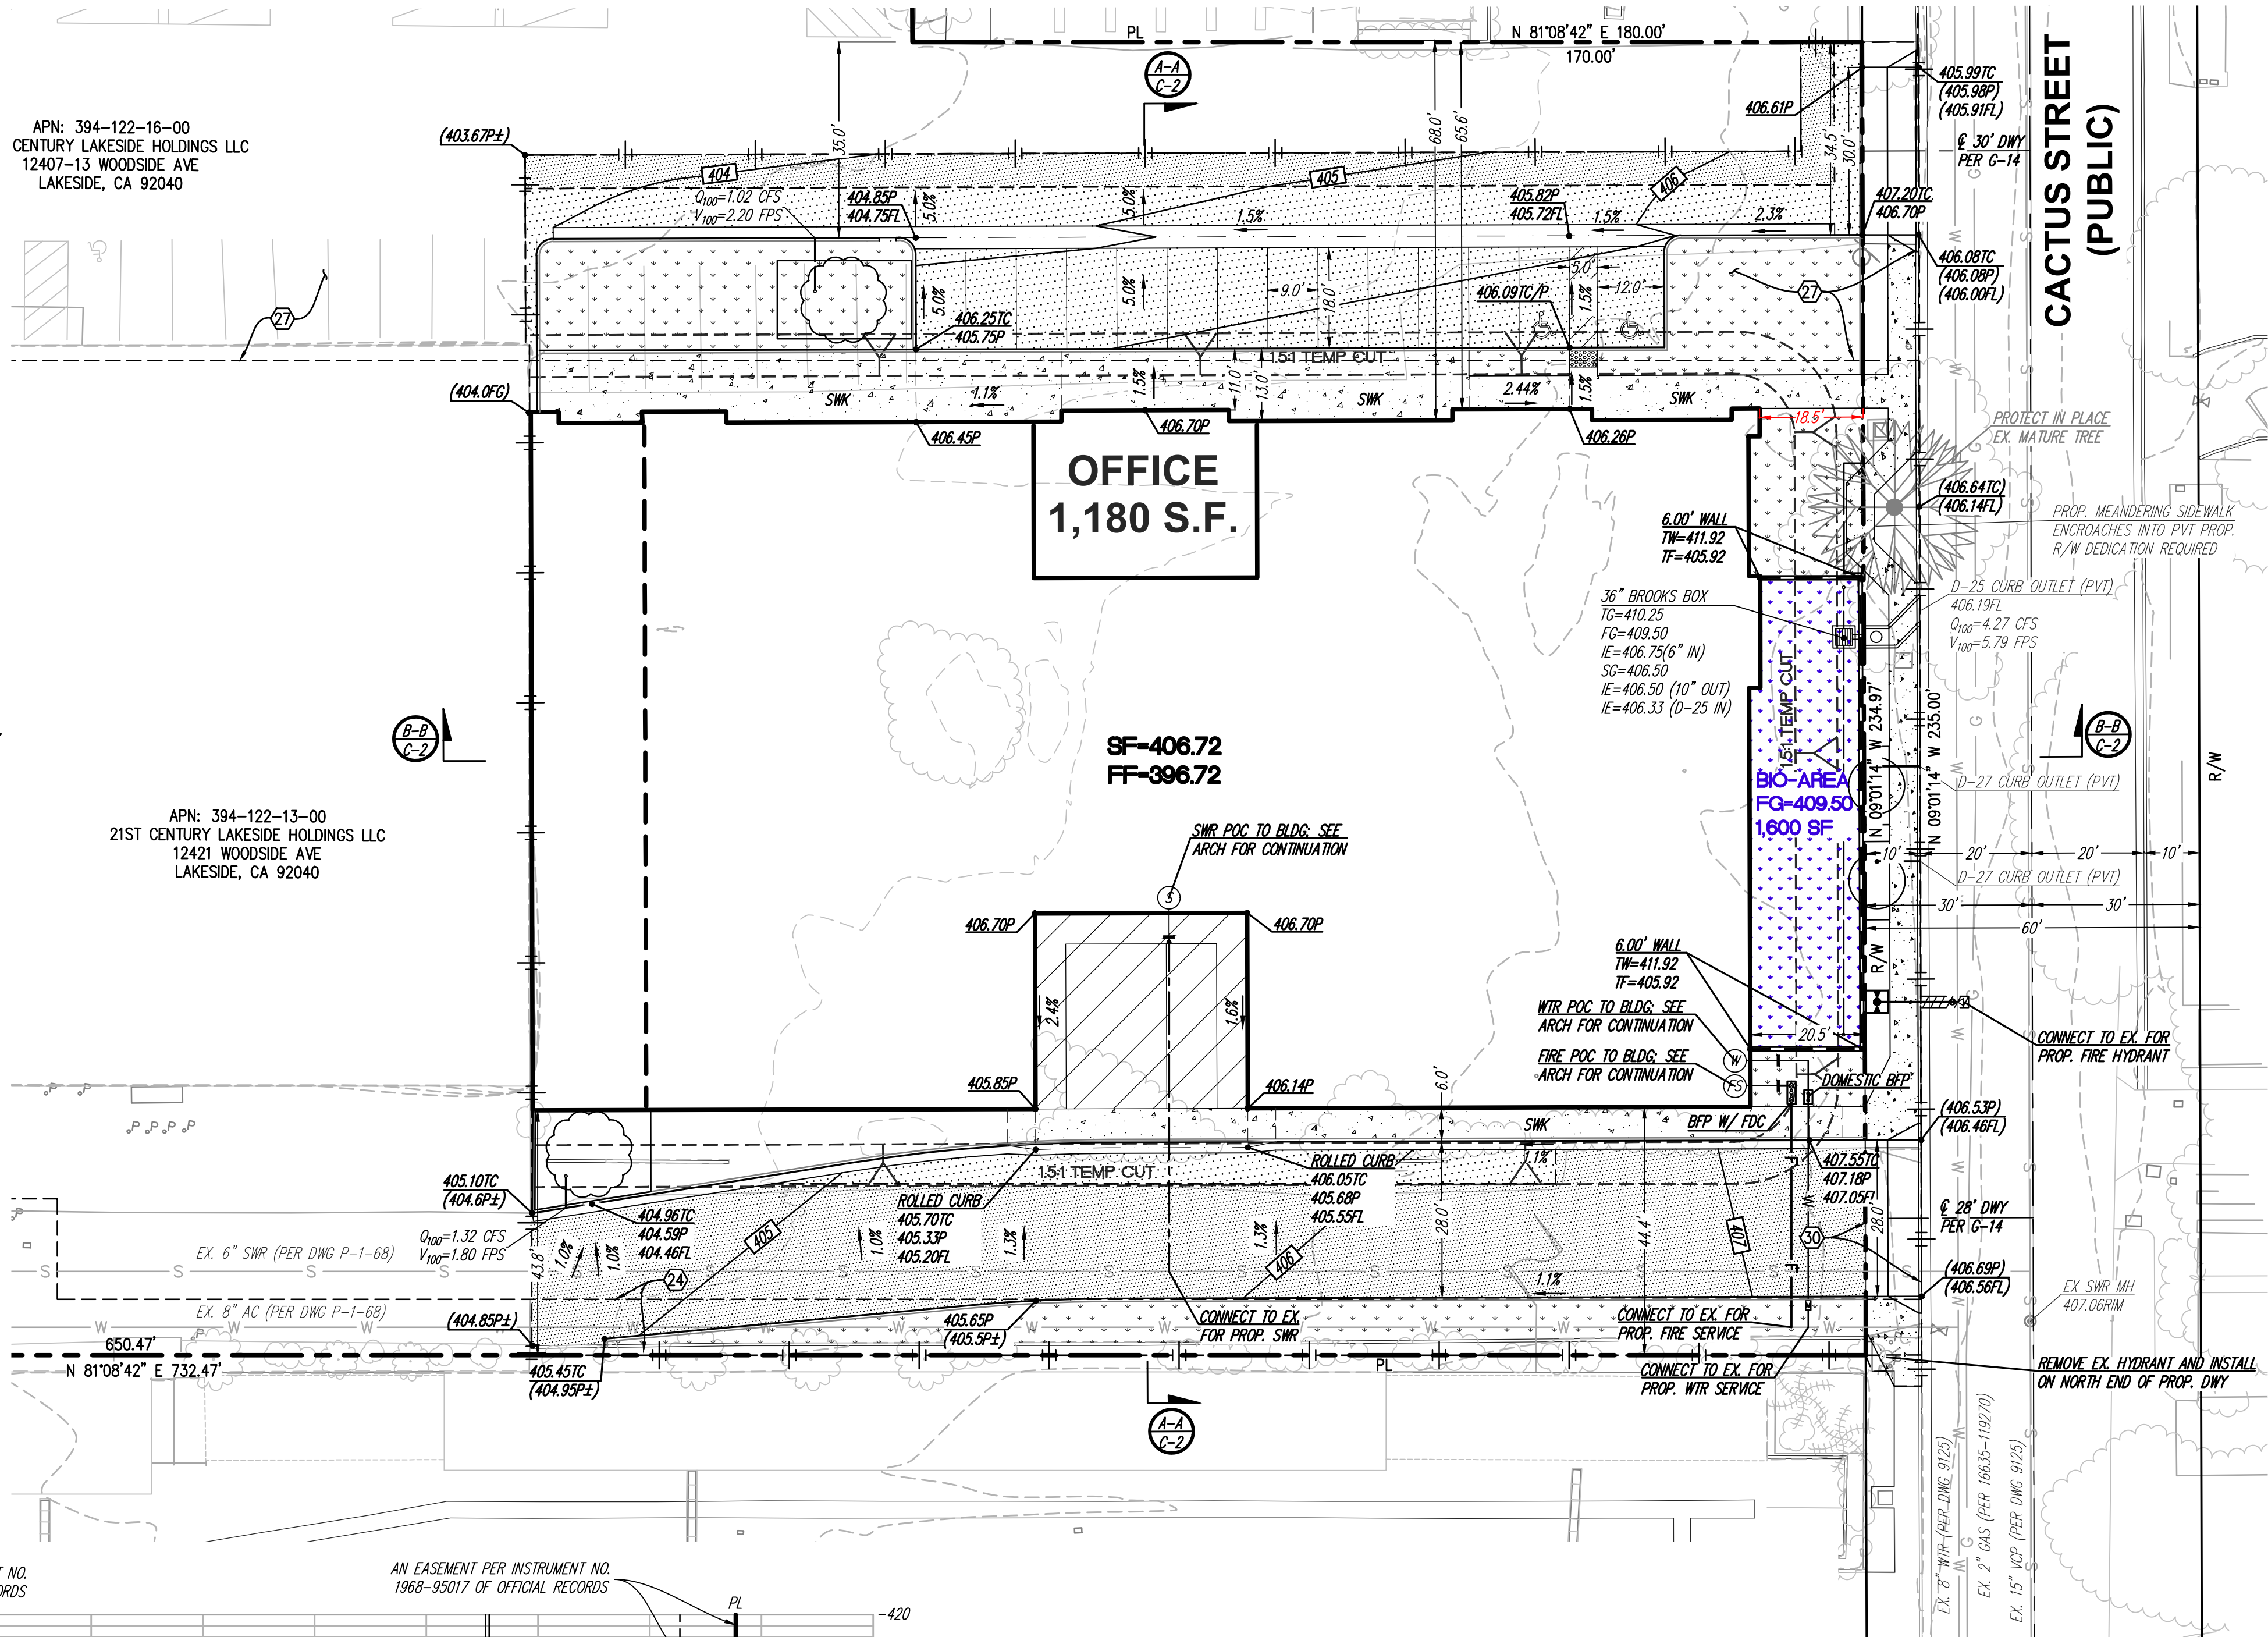 PL
N 81°08'42" E 180.00'
170.00'
A-A
C-2
CACTUS STREET
(PUBLIC)
APN: 394-122-16-00
CENTURY LAKESIDE HOLDINGS LLC
12407-13 WOODSIDE AVE
LAKESIDE, CA 92040
(403.67P±)
35.0'
68.0'
65.6'
34.5'
30.0'
406.61P
405.99TC
(405.98P)
(405.91FL)
℄ 30' DWY
PER G-14
404
405
406
Q100=1.02 CFS
V100=2.20 FPS
404.85P
404.75FL
5.0%
5.0%
1.5%
405.82P
405.72FL
1.5%
2.3%
407.20TC
406.70P
406.08TC
(406.08P)
(406.00FL)
27
27
5.0%
5.0%
9.0'
18.0'
5.0'
12.0'
1.5%
406.09TC/P
406.25TC
405.75P
1.5:1 TEMP CUT
(404.0FG)
SWK
1.1%
1.5%
11.0'
13.0'
SWK
2.44%
1.5%
SWK
18.5'
406.45P
406.70P
406.26P
PROTECT IN PLACE
EX. MATURE TREE
OFFICE
1,180 S.F.
(406.64TC)
(406.14FL)
PROP. MEANDERING SIDEWALK
ENCROACHES INTO PVT PROP.
R/W DEDICATION REQUIRED
6.00' WALL
TW=411.92
TF=405.92
36" BROOKS BOX
TG=410.25
FG=409.50
IE=406.75(6" IN)
SG=406.50
IE=406.50 (10" OUT)
IE=406.33 (D-25 IN)
D-25 CURB OUTLET (PVT)
406.19FL
Q100=4.27 CFS
V100=5.79 FPS
1.5:1 TEMP CUT
N 09°01'14" W 234.97'
N 09°01'14" W 235.00'
B-B
C-2
B-B
C-2
R/W
SF=406.72
FF=396.72
BIO-AREA
FG=409.50
1,600 SF
D-27 CURB OUTLET (PVT)
D-27 CURB OUTLET (PVT)
10'
20'
20'
10'
30'
30'
60'
R/W
APN: 394-122-13-00
21ST CENTURY LAKESIDE HOLDINGS LLC
12421 WOODSIDE AVE
LAKESIDE, CA 92040
SWR POC TO BLDG; SEE
ARCH FOR CONTINUATION
S
406.70P
406.70P
2.4%
1.6%
405.85P
406.14P
6.00' WALL
TW=411.92
TF=405.92
WTR POC TO BLDG; SEE
ARCH FOR CONTINUATION
FIRE POC TO BLDG; SEE
ARCH FOR CONTINUATION
W
FS
20.5'
CONNECT TO EX. FOR
PROP. FIRE HYDRANT
DOMESTIC BFP
BFP W/ FDC
6.0'
SWK
1.1%
(406.53P)
(406.46FL)
1.5:1 TEMP CUT
ROLLED CURB
406.05TC
405.68P
405.55FL
ROLLED CURB
405.70TC
405.33P
405.20FL
407.55TC
407.18P
407.05FL
℄ 28' DWY
PER G-14
405.10TC
(404.6P±)
404.96TC
404.59P
404.46FL
Q100=1.32 CFS
V100=1.80 FPS
43.8'
1.0%
1.0%
405
1.0%
1.3%
1.3%
406
28.0'
44.4'
407
30
28.0'
24
1.1%
EX. 6" SWR (PER DWG P-1-68)
EX. 8" AC (PER DWG P-1-68)
(406.69P)
(406.56FL)
EX SWR MH
407.06RIM
(404.85P±)
405.65P
(405.5P±)
CONNECT TO EX.
FOR PROP. SWR
CONNECT TO EX. FOR
PROP. FIRE SERVICE
CONNECT TO EX. FOR
PROP. WTR SERVICE
650.47'
N 81°08'42" E 732.47'
405.45TC
(404.95P±)
PL
REMOVE EX. HYDRANT AND INSTALL
ON NORTH END OF PROP. DWY
A-A
C-2
EX. 8" WTR (PER DWG 9125)
EX. 2" GAS (PER 16635-119270)
EX. 15" VCP (PER DWG 9125)
AN EASEMENT PER INSTRUMENT NO.
1968-95017 OF OFFICIAL RECORDS
NO.
PL
-420